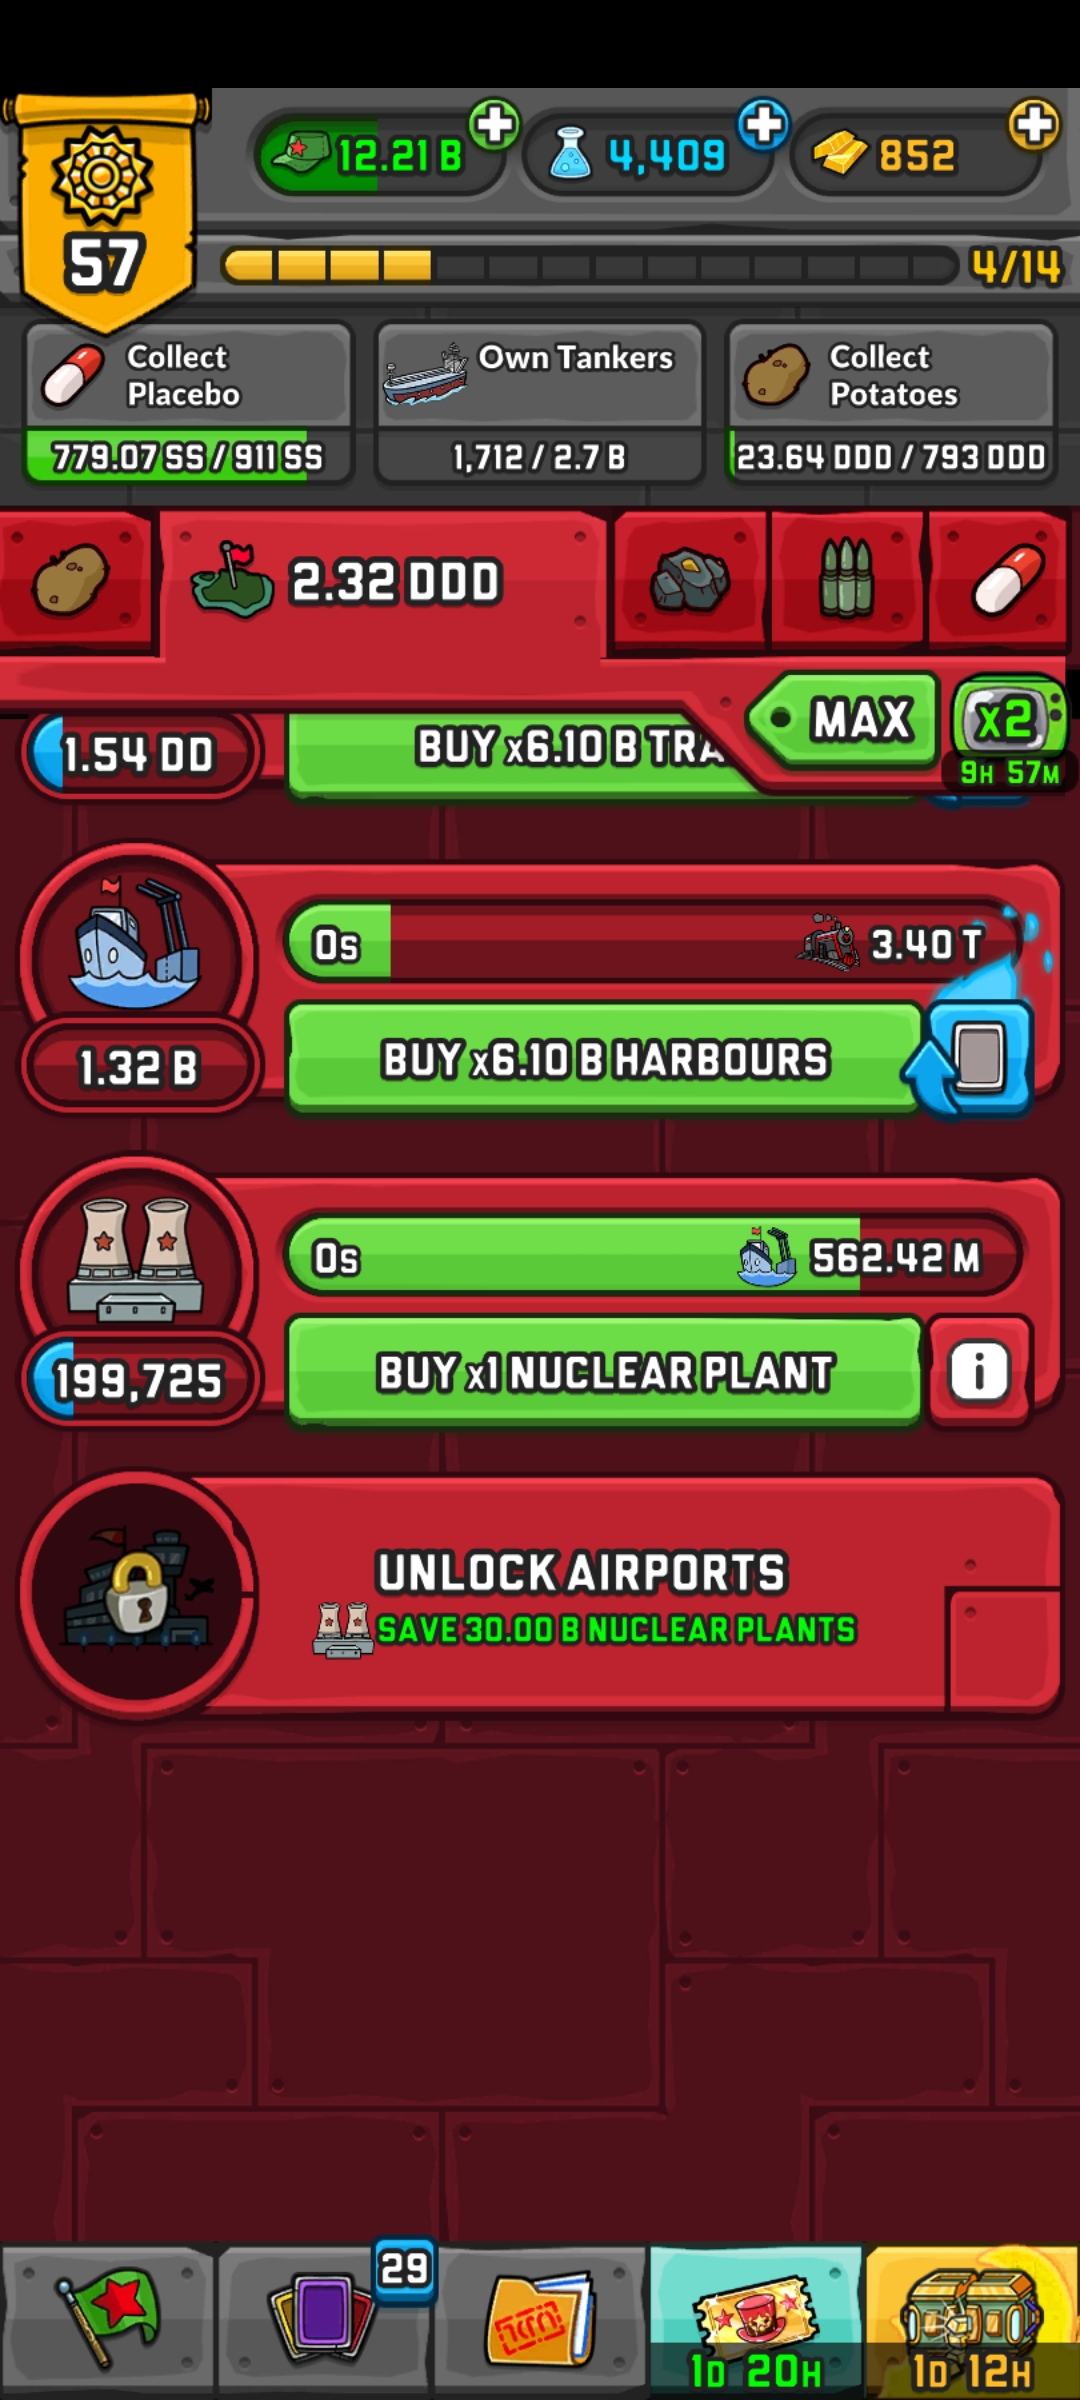 12.21 B
4,409
852
57
4/14
Collect
Placebo
Own Tankers
Collect
Potatoes
779.07 SS / 911 SS
1,712 / 2.7 B
23.64 DDD / 793 DDD
2.32 DDD
MAX
x2
9H 57M
1.54 DD
BUY x6.10 B TRA
0s
3.40 T
1.32 B
BUY x6.10 B HARBOURS
0s
562.42 M
199,725
BUY x1 NUCLEAR PLANT
i
UNLOCK AIRPORTS
SAVE 30.00 B NUCLEAR PLANTS
29
1D 20H
1D 12H